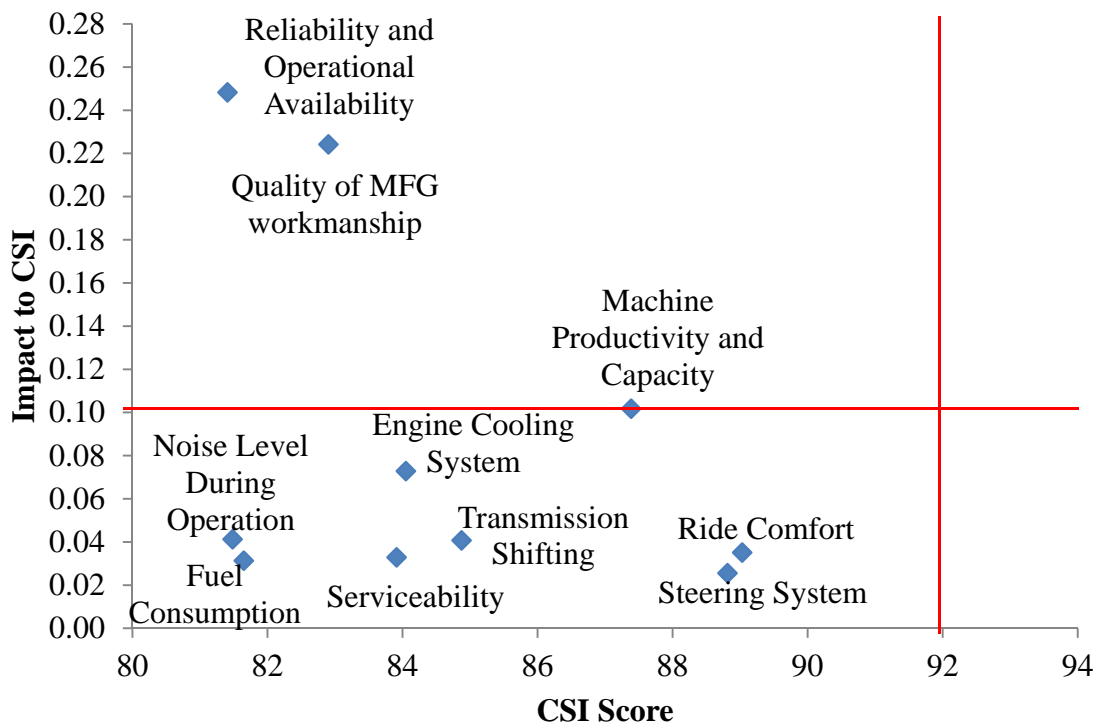 0.28
0.26
0.24
0.22
0.20
0.18
0.16
0.14
0.12
0.10
0.08
0.06
0.04
0.02
0.00
Impact to CSI
Reliability and
Operational
Availability
Quality of MFG
workmanship
Machine
Productivity and
Capacity
Engine Cooling
System
Noise Level
During
Operation
Transmission
Shifting
Ride Comfort
Fuel
Consumption
Serviceability
Steering System
80 82 84 86 88 90 92 94
CSI Score